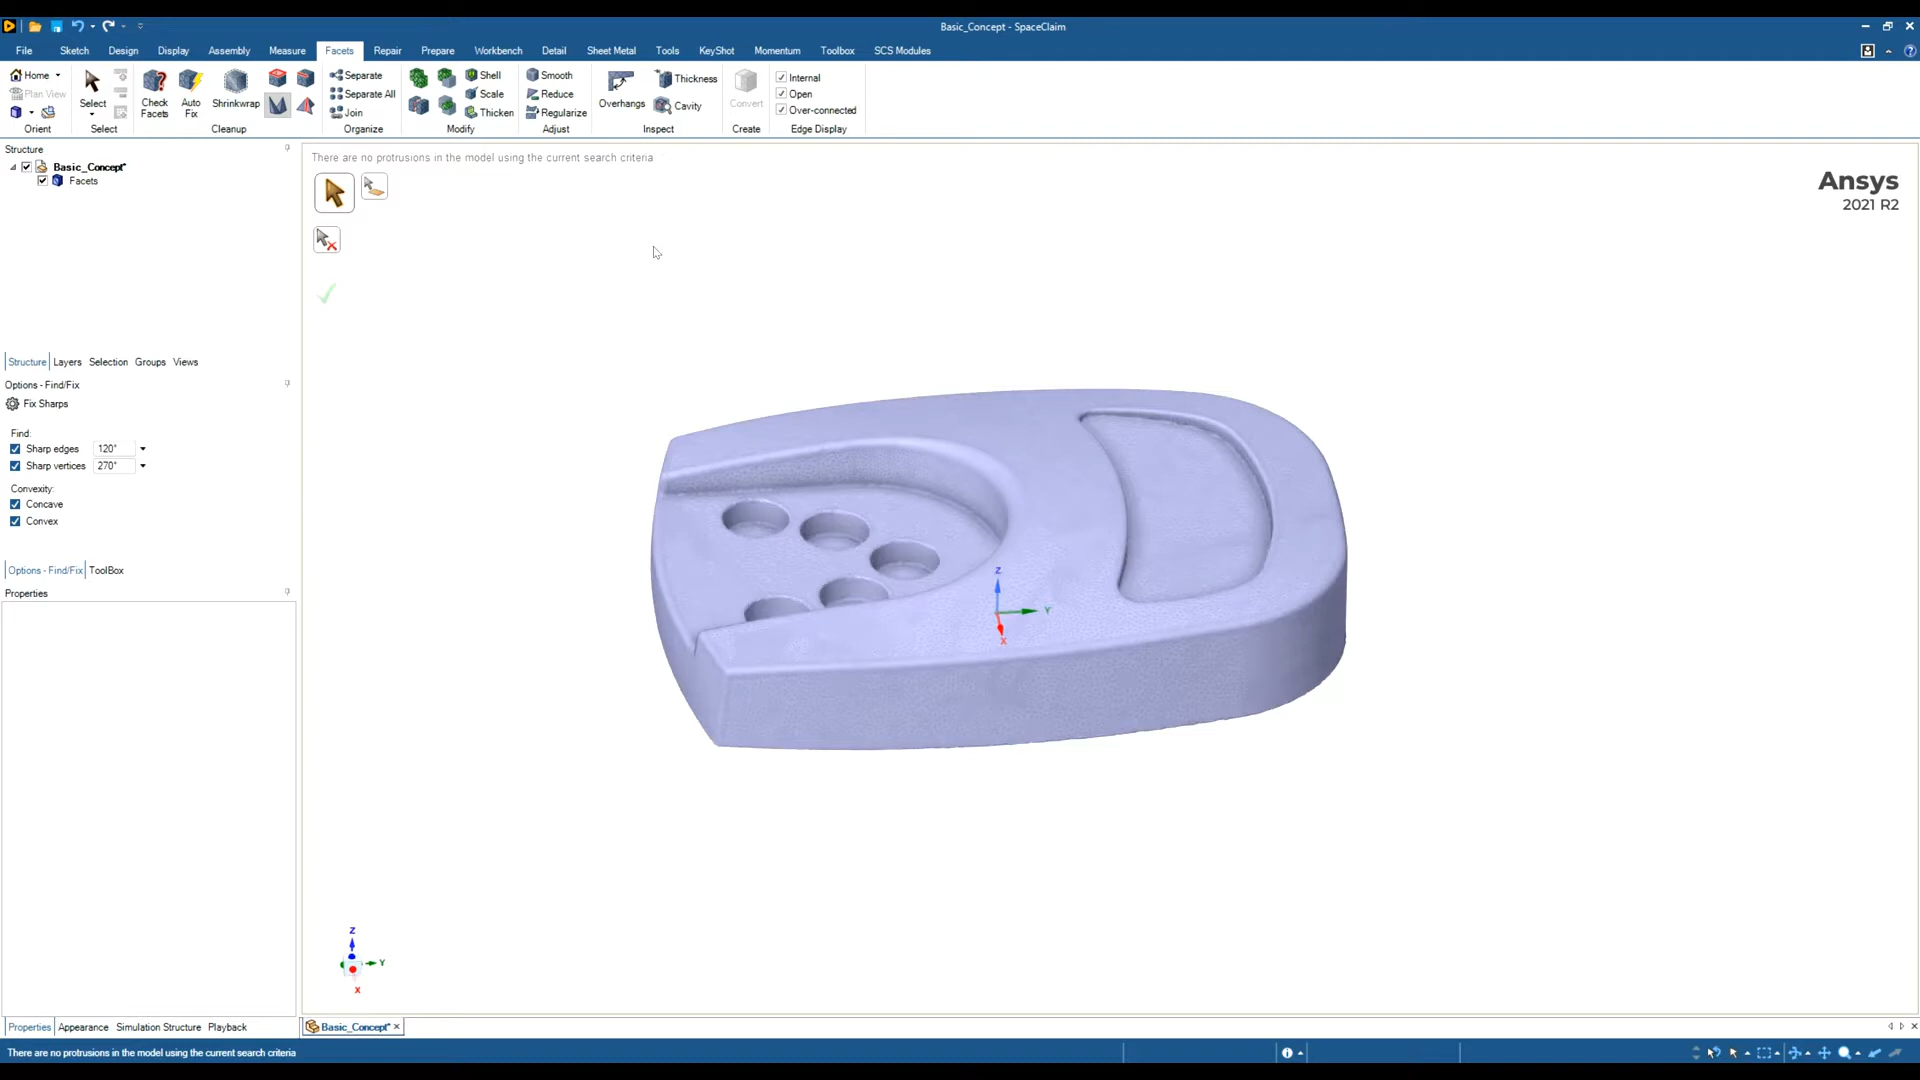 Basic_Concept - SpaceClaim
File Sketch Design Display Assembly Measure Facets Repair Prepare Workbench Detail Sheet Metal Tools KeyShot Momentum Toolbox SCS Modules
Home
Plan View
Orient
Select
Select
Check Facets
Auto Fix
Shrinkwrap
Cleanup
Separate
Separate All
Join
Organize
Shell
Scale
Thicken
Modify
Smooth
Reduce
Regularize
Adjust
Overhangs
Thickness
Cavity
Inspect
Convert
Create
Internal
Open
Over-connected
Edge Display
Structure
Basic_Concept*
Facets
There are no protrusions in the model using the current search criteria
Ansys
2021 R2
Structure Layers Selection Groups Views
Options - Find/Fix
Fix Sharps
Find:
Sharp edges 120°
Sharp vertices 270°
Convexity:
Concave
Convex
Options - Find/Fix ToolBox
Properties
Z
Y
X
Z
Y
X
Properties Appearance Simulation Structure Playback
Basic_Concept*
There are no protrusions in the model using the current search criteria